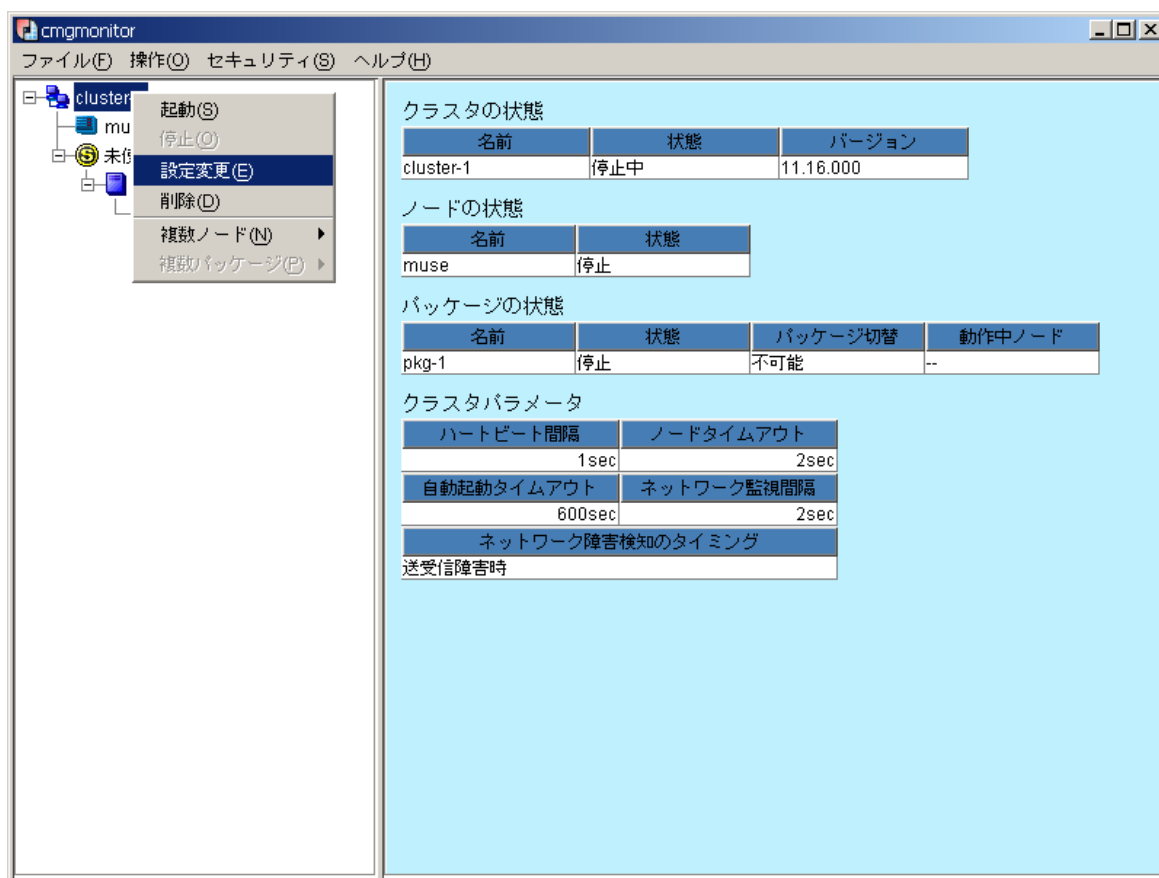 cmgmonitor
ファイル(F) 操作(O) セキュリティ(S) ヘルプ(H)
cluster
mu
未
起動(S)
停止(O)
設定変更(E)
削除(D)
複数ノード(N)
複数パッケージ(P)
クラスタの状態
名前 状態 バージョン
cluster-1 停止中 11.16.000
ノードの状態
名前 状態
muse 停止
パッケージの状態
名前 状態 パッケージ切替 動作中ノード
pkg-1 停止 不可能 --
クラスタパラメータ
ハートビート間隔 ノードタイムアウト
1sec 2sec
自動起動タイムアウト ネットワーク監視間隔
600sec 2sec
ネットワーク障害検知のタイミング
送受信障害時